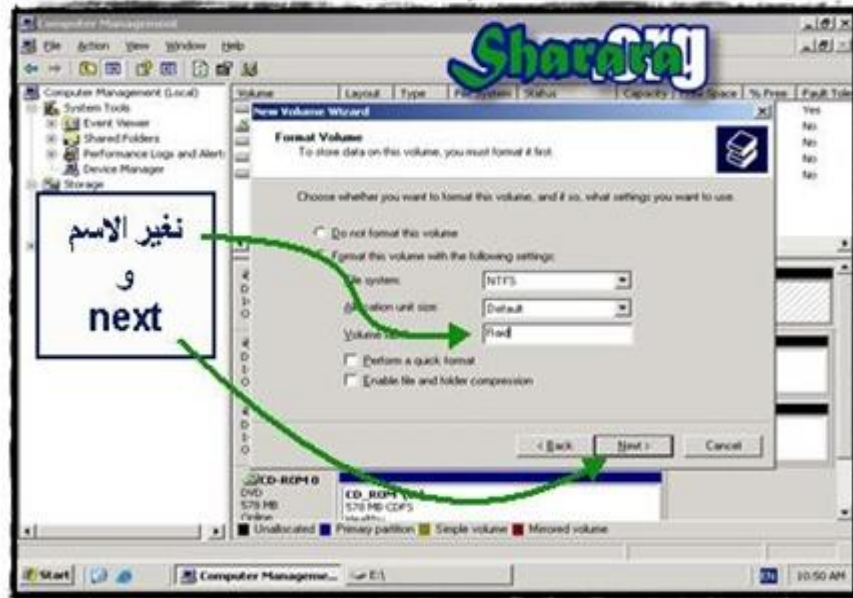 Computer Management
Sharara.org
File Action View Window Help
Computer Management (Local)
System Tools
Event Viewer
Shared Folders
Performance Logs and Alert
Device Manager
Storage
Volume Layout Type File System Status Capacity Free Space % Free Fault Tole
Yes
No
No
No
No
New Volume Wizard
Format Volume
To store data on this volume, you must format it first.
Choose whether you want to format this volume, and if so, what settings you want to use.
Do not format this volume
Format this volume with the following settings:
File system: NTFS
Allocation unit size: Default
Volume Raid
Perform a quick format
Enable file and folder compression
< Back Next > Cancel
نغير الاسم
و
next
CD-ROM 0
DVD
578 MB
Online
CD_ROM
578 MB CDFS
Healthy
Unallocated Primary partition Simple volume Mirrored volume
Start Computer Manageme... E:\ EN 10:50 AM